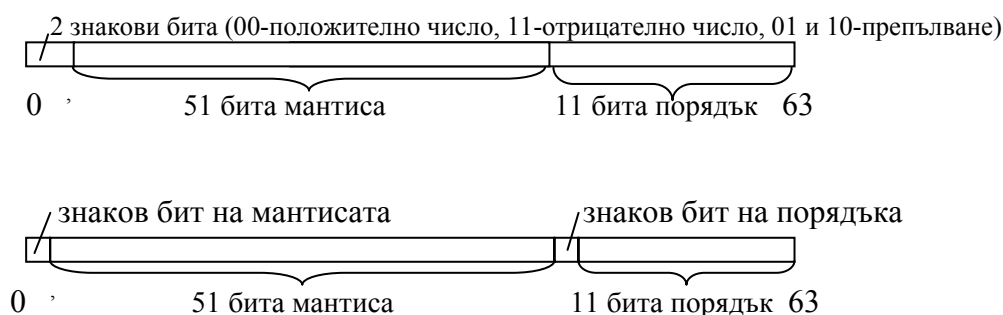 2 знакови бита (00-положително число, 11-отрицателно число, 01 и 10-препълване)
0 , 51 бита мантиса 11 бита порядък 63
знаков бит на мантисата знаков бит на порядъка
0 , 51 бита мантиса 11 бита порядък 63